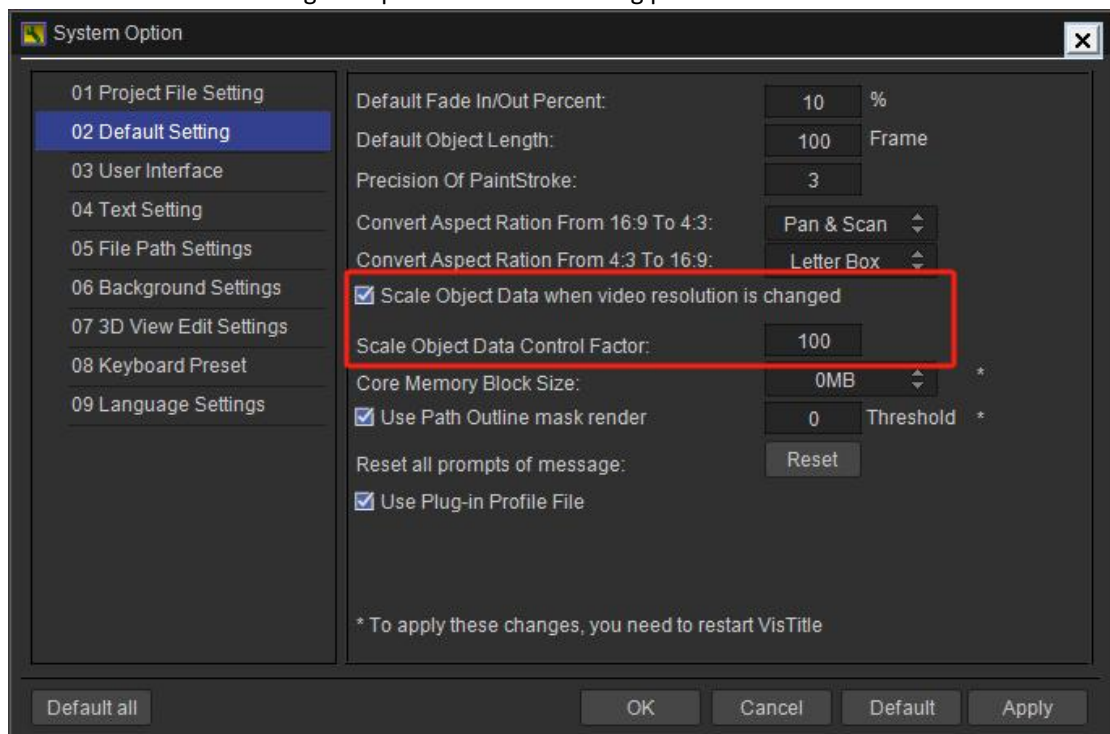 System Option
01 Project File Setting
02 Default Setting
03 User Interface
04 Text Setting
05 File Path Settings
06 Background Settings
07 3D View Edit Settings
08 Keyboard Preset
09 Language Settings
Default Fade In/Out Percent: 10 %
Default Object Length: 100 Frame
Precision Of PaintStroke: 3
Convert Aspect Ration From 16:9 To 4:3: Pan & Scan
Convert Aspect Ration From 4:3 To 16:9: Letter Box
Scale Object Data when video resolution is changed
Scale Object Data Control Factor: 100
Core Memory Block Size: 0MB *
Use Path Outline mask render 0 Threshold *
Reset all prompts of message: Reset
Use Plug-in Profile File
* To apply these changes, you need to restart VisTitle
Default all OK Cancel Default Apply